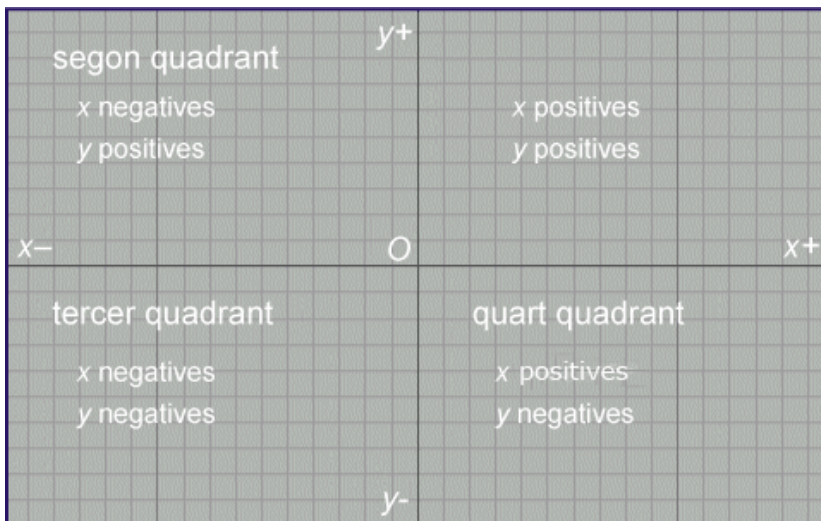 y+
segon quadrant
x negatives
y positives
x positives
y positives
x–
O
x+
tercer quadrant
x negatives
y negatives
quart quadrant
x positives
y negatives
y-